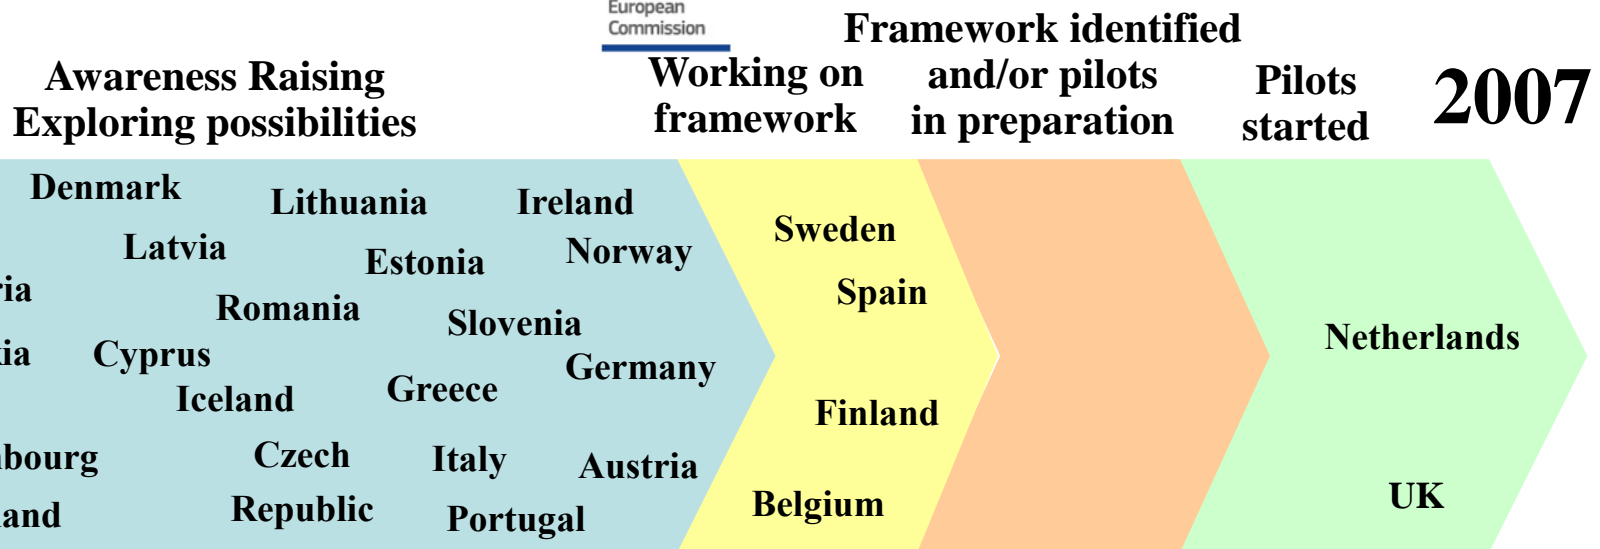 European
Commission
Framework identified
and/or pilots
in preparation
Working on
framework
Awareness Raising
Exploring possibilities
Pilots
started
2007
Denmark
Lithuania
Ireland
Latvia
Estonia
Norway
Romania
Slovenia
Cyprus
Germany
Iceland
Greece
Czech
Republic
Italy
Austria
Portugal
Sweden
Spain
Finland
Belgium
Netherlands
UK